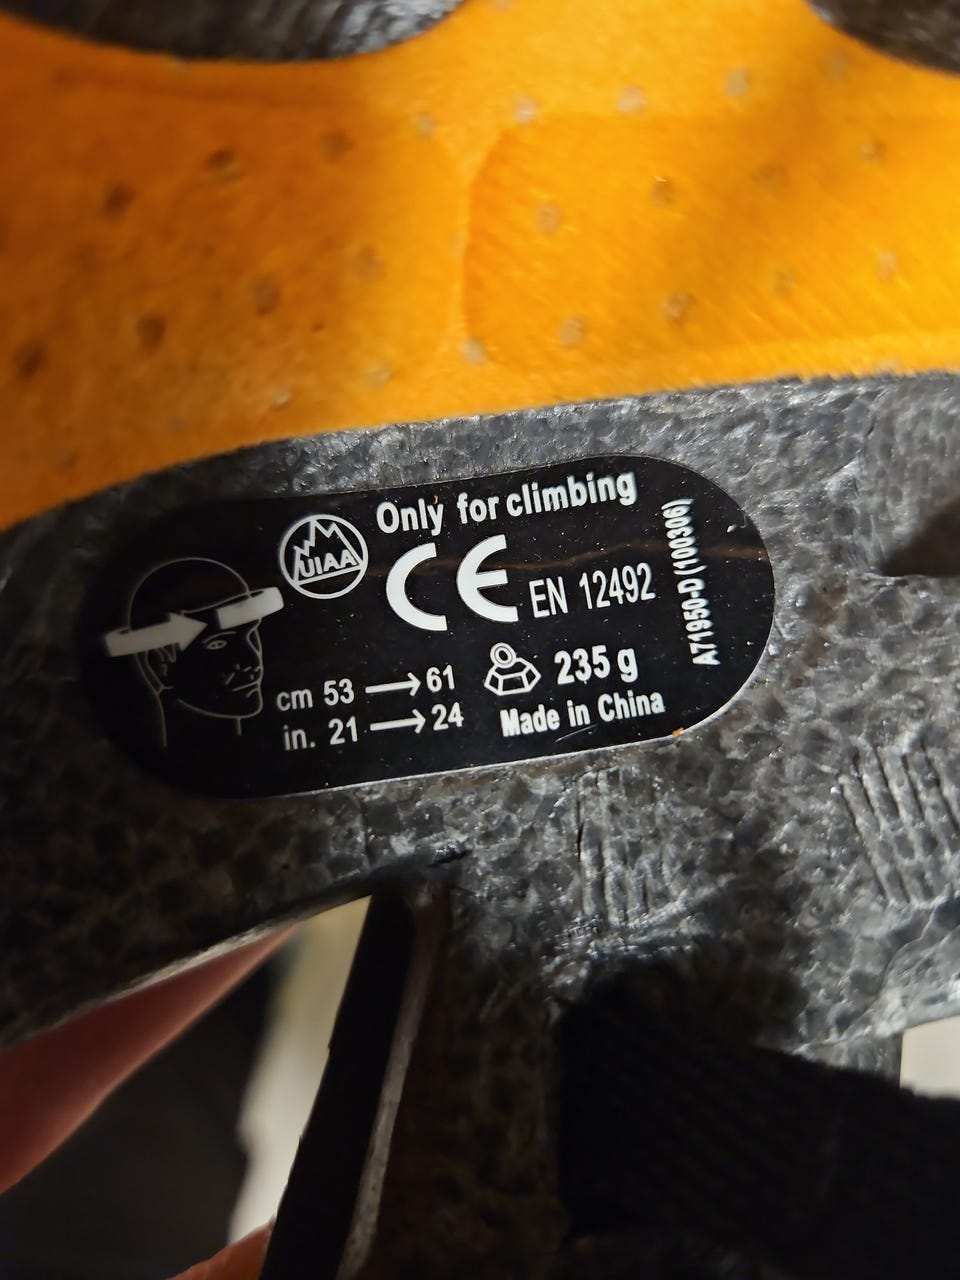 Only for climbing
UIAA
CE EN 12492
cm 53 → 61
in. 21 → 24
235 g
Made in China
A71950-D (100306)